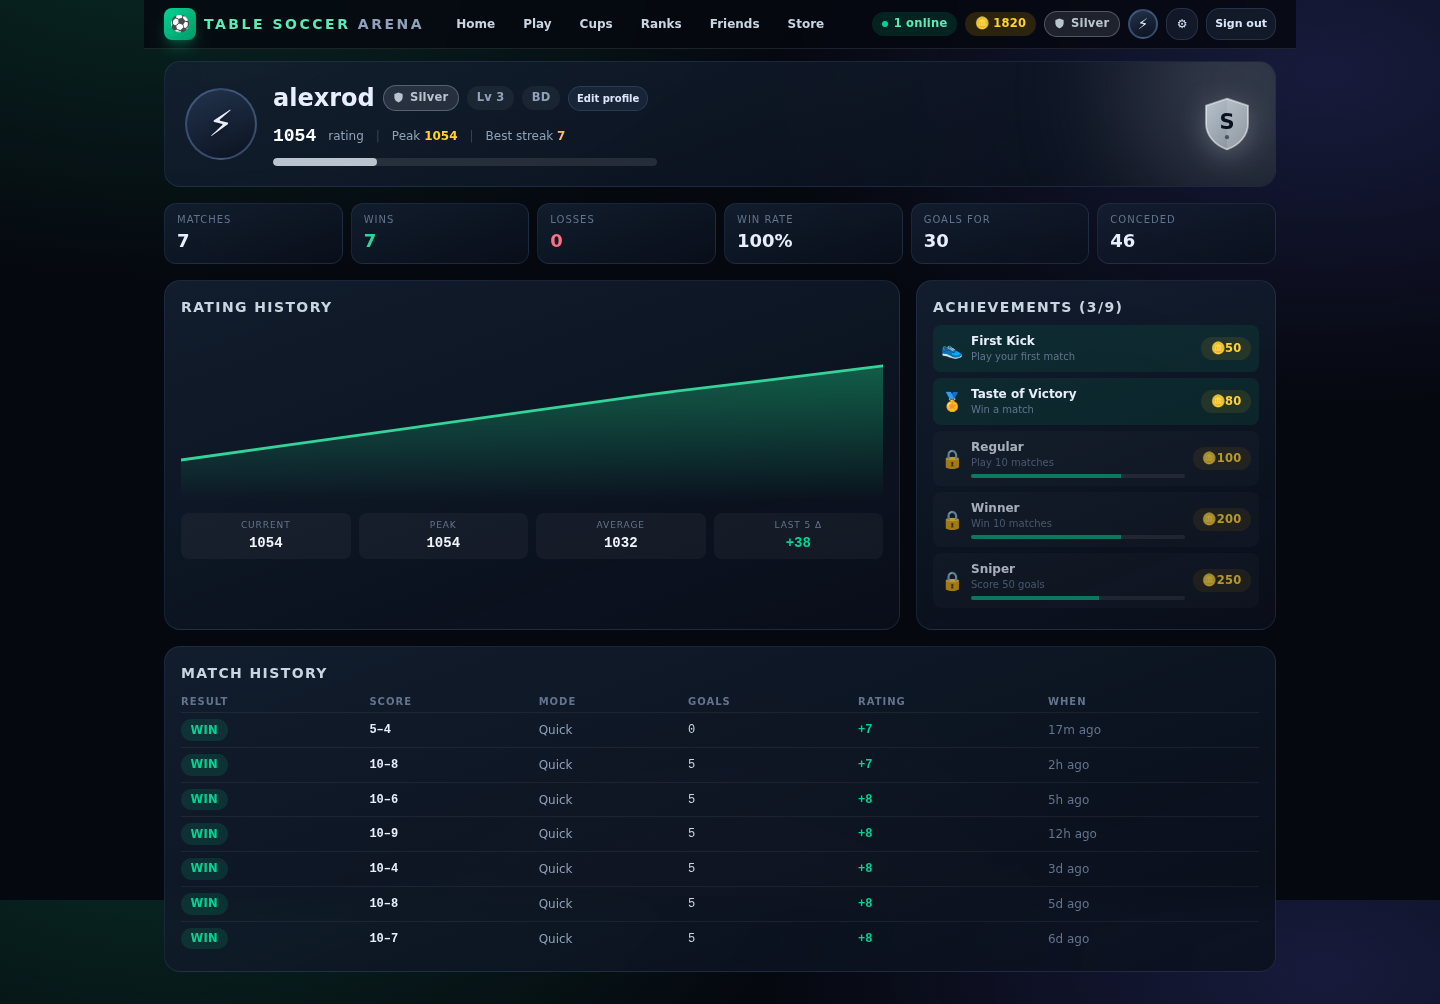 TABLE SOCCER ARENA Home Play Cups Ranks Friends Store 1 online 1820 Silver Sign out
alexrod Silver Lv 3 BD Edit profile
1054 rating | Peak 1054 | Best streak 7
S
MATCHES WINS LOSSES WIN RATE GOALS FOR CONCEDED
7 7 0 100% 30 46
RATING HISTORY
CURRENT PEAK AVERAGE LAST 5 Δ
1054 1054 1032 +38
ACHIEVEMENTS (3/9)
First Kick
Play your first match
50
Taste of Victory
Win a match
80
Regular
Play 10 matches
100
Winner
Win 10 matches
200
Sniper
Score 50 goals
250
MATCH HISTORY
RESULT SCORE MODE GOALS RATING WHEN
WIN 5–4 Quick 0 +7 17m ago
WIN 10–8 Quick 5 +7 2h ago
WIN 10–6 Quick 5 +8 5h ago
WIN 10–9 Quick 5 +8 12h ago
WIN 10–4 Quick 5 +8 3d ago
WIN 10–8 Quick 5 +8 5d ago
WIN 10–7 Quick 5 +8 6d ago